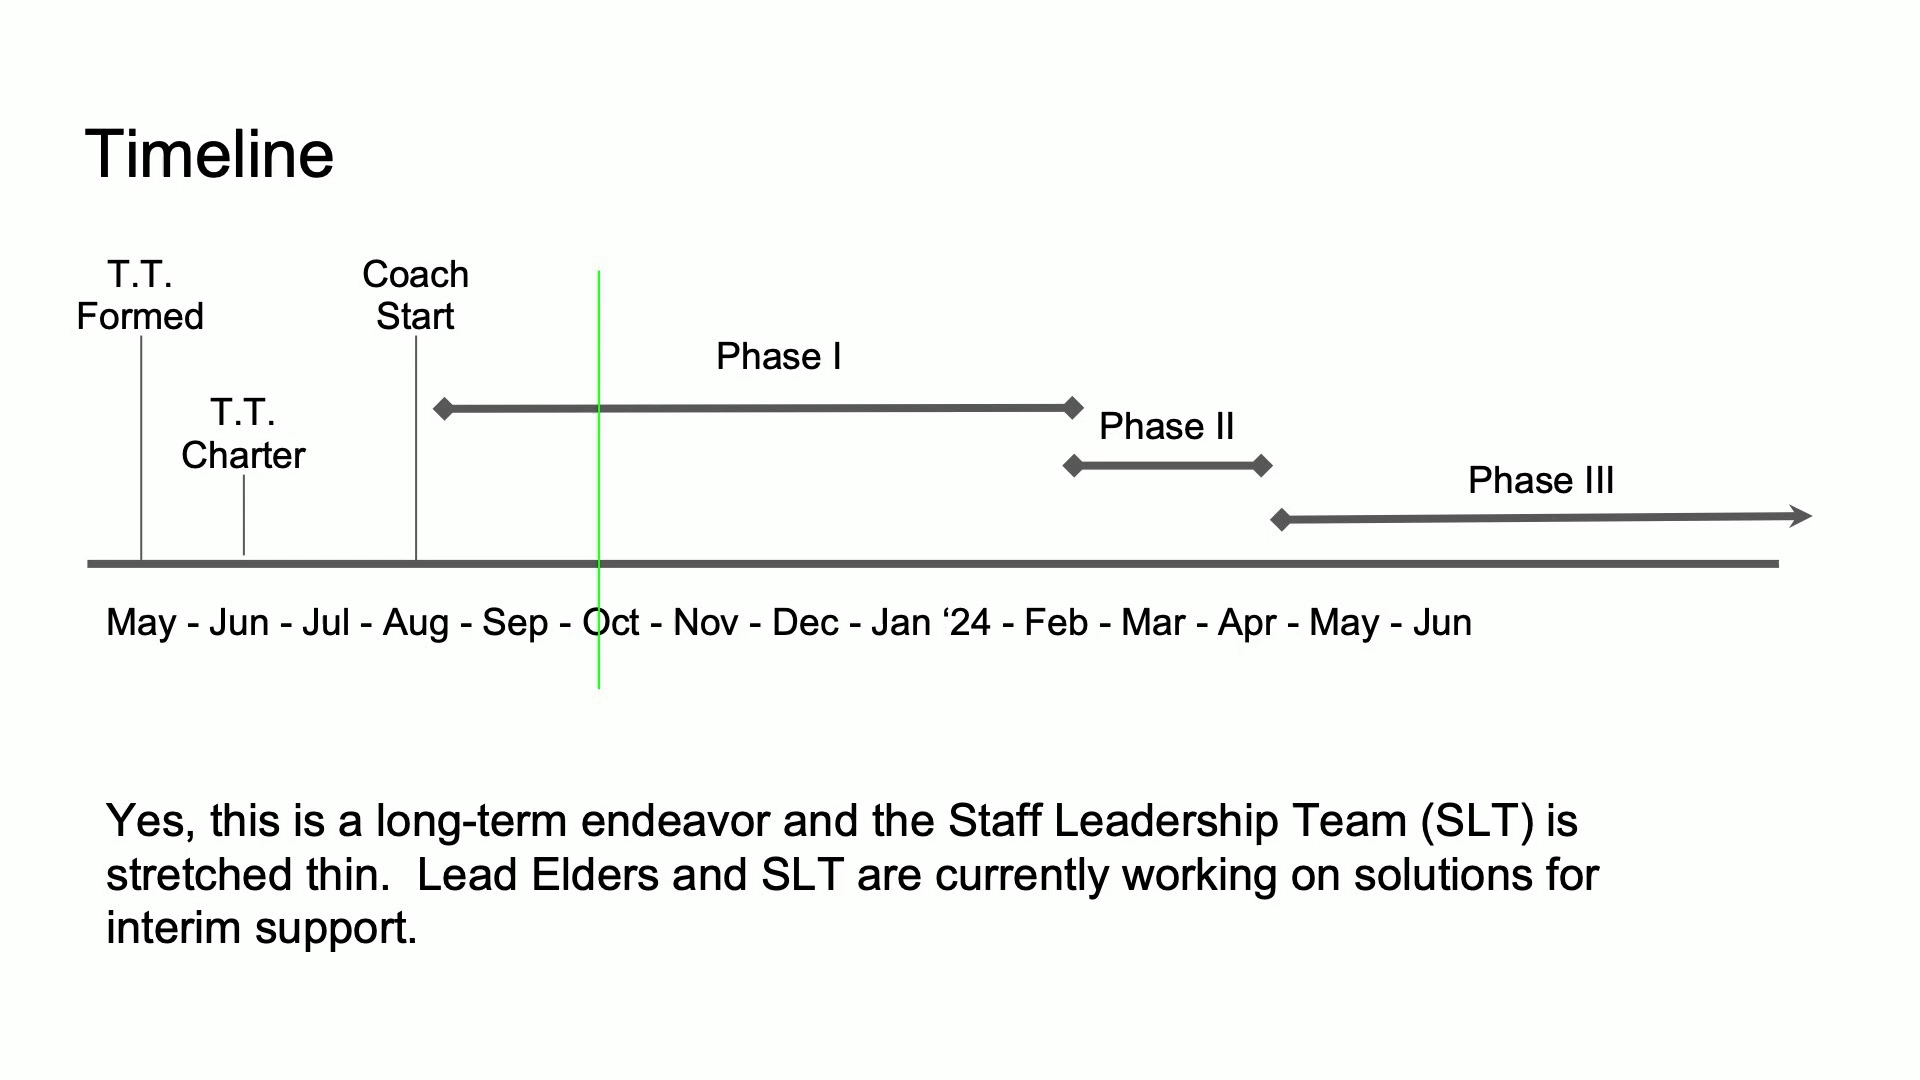 Timeline
T.T.
Formed
Coach
Start
T.T.
Charter
Phase I
Phase II
Phase III
May - Jun - Jul - Aug - Sep - Oct - Nov - Dec - Jan ‘24 - Feb - Mar - Apr - May - Jun
Yes, this is a long-term endeavor and the Staff Leadership Team (SLT) is
stretched thin.  Lead Elders and SLT are currently working on solutions for
interim support.